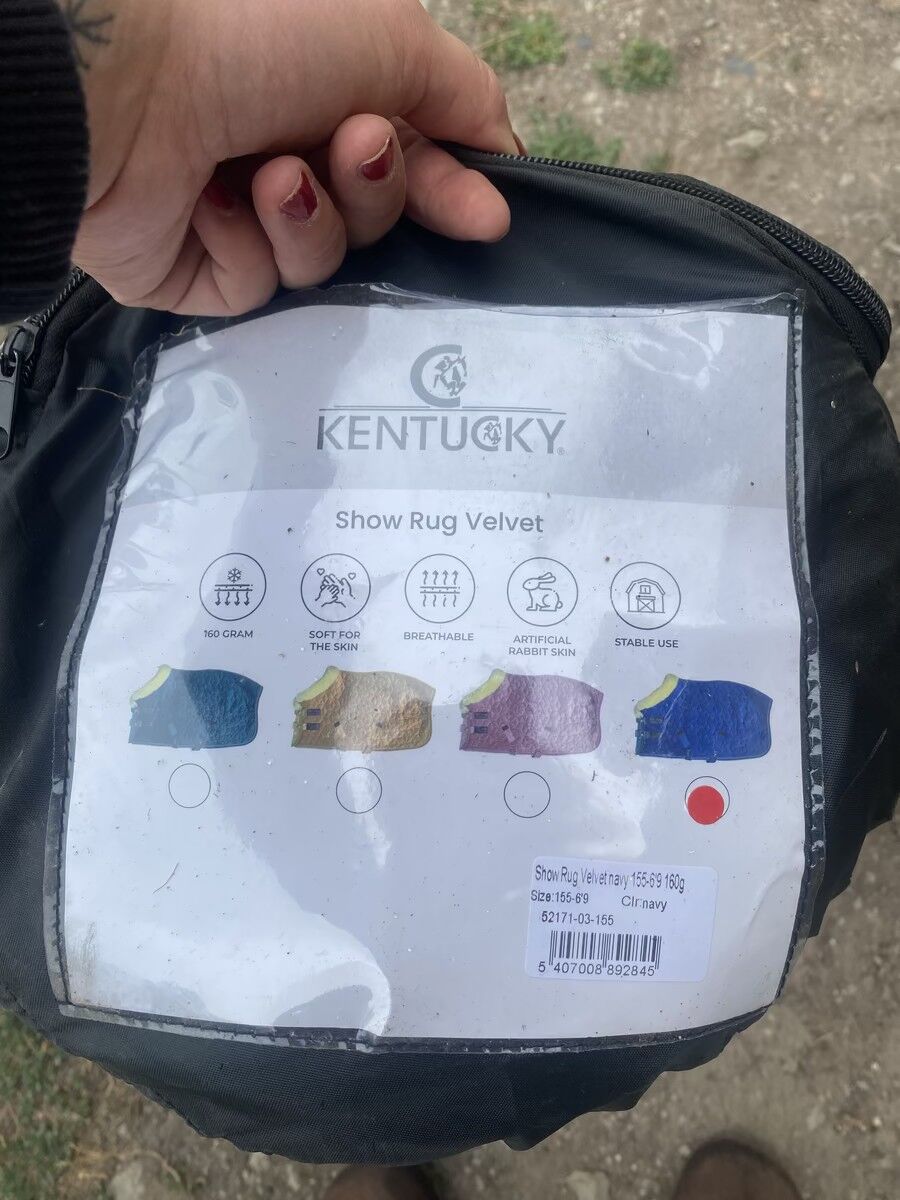 KENTUCKY®
Show Rug Velvet
160 GRAM
SOFT FOR
THE SKIN
BREATHABLE
ARTIFICIAL
RABBIT SKIN
STABLE USE
Show Rug Velvet navy 155-6'9 160g
Size:155-6'9 Clr:navy
52171-03-155
5 407008 892845